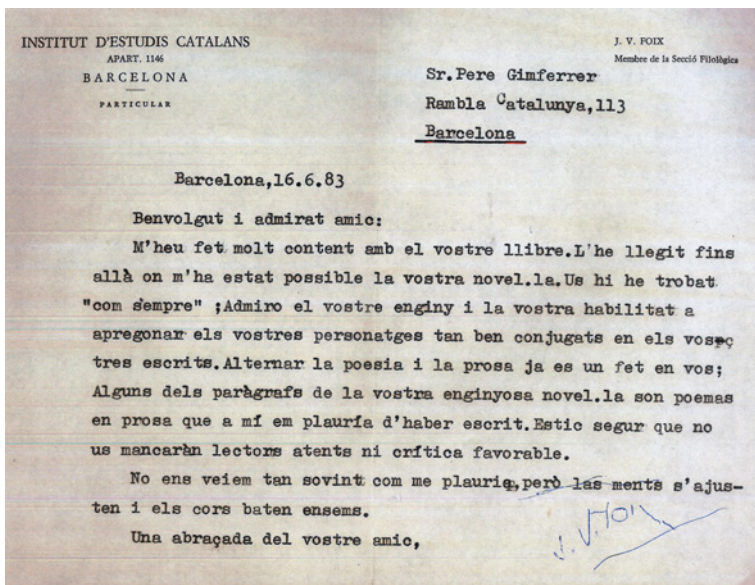 INSTITUT D'ESTUDIS CATALANS
APART. 1146
BARCELONA
PARTICULAR
J. V. FOIX
Membre de la Secció Filològica
Sr.Pere Gimferrer
Rambla Catalunya,113
Barcelona
Barcelona,16.6.83
Benvolgut i admirat amic:
M'heu fet molt content amb el vostre llibre.L'he llegit fins
allà on m'ha estat possible la vostra novel.la.Us hi he trobat
"com sempre" ;Admiro el vostre enginy i la vostra habilitat a
apregonar els vostres personatges tan ben conjugats en els vos
tres escrits.Alternar la poesia i la prosa ja es un fet en vos;
Alguns dels paràgrafs de la vostra enginyosa novel.la son poemas
en prosa que a mí em plauría d'haber escrit.Estic segur que no
us mancaràn lectors atents ni crítica favorable.
No ens veiem tan sovint com me plauria,però las ments s'ajus-
ten i els cors baten ensems.
Una abraçada del vostre amic,
J. V. Foix